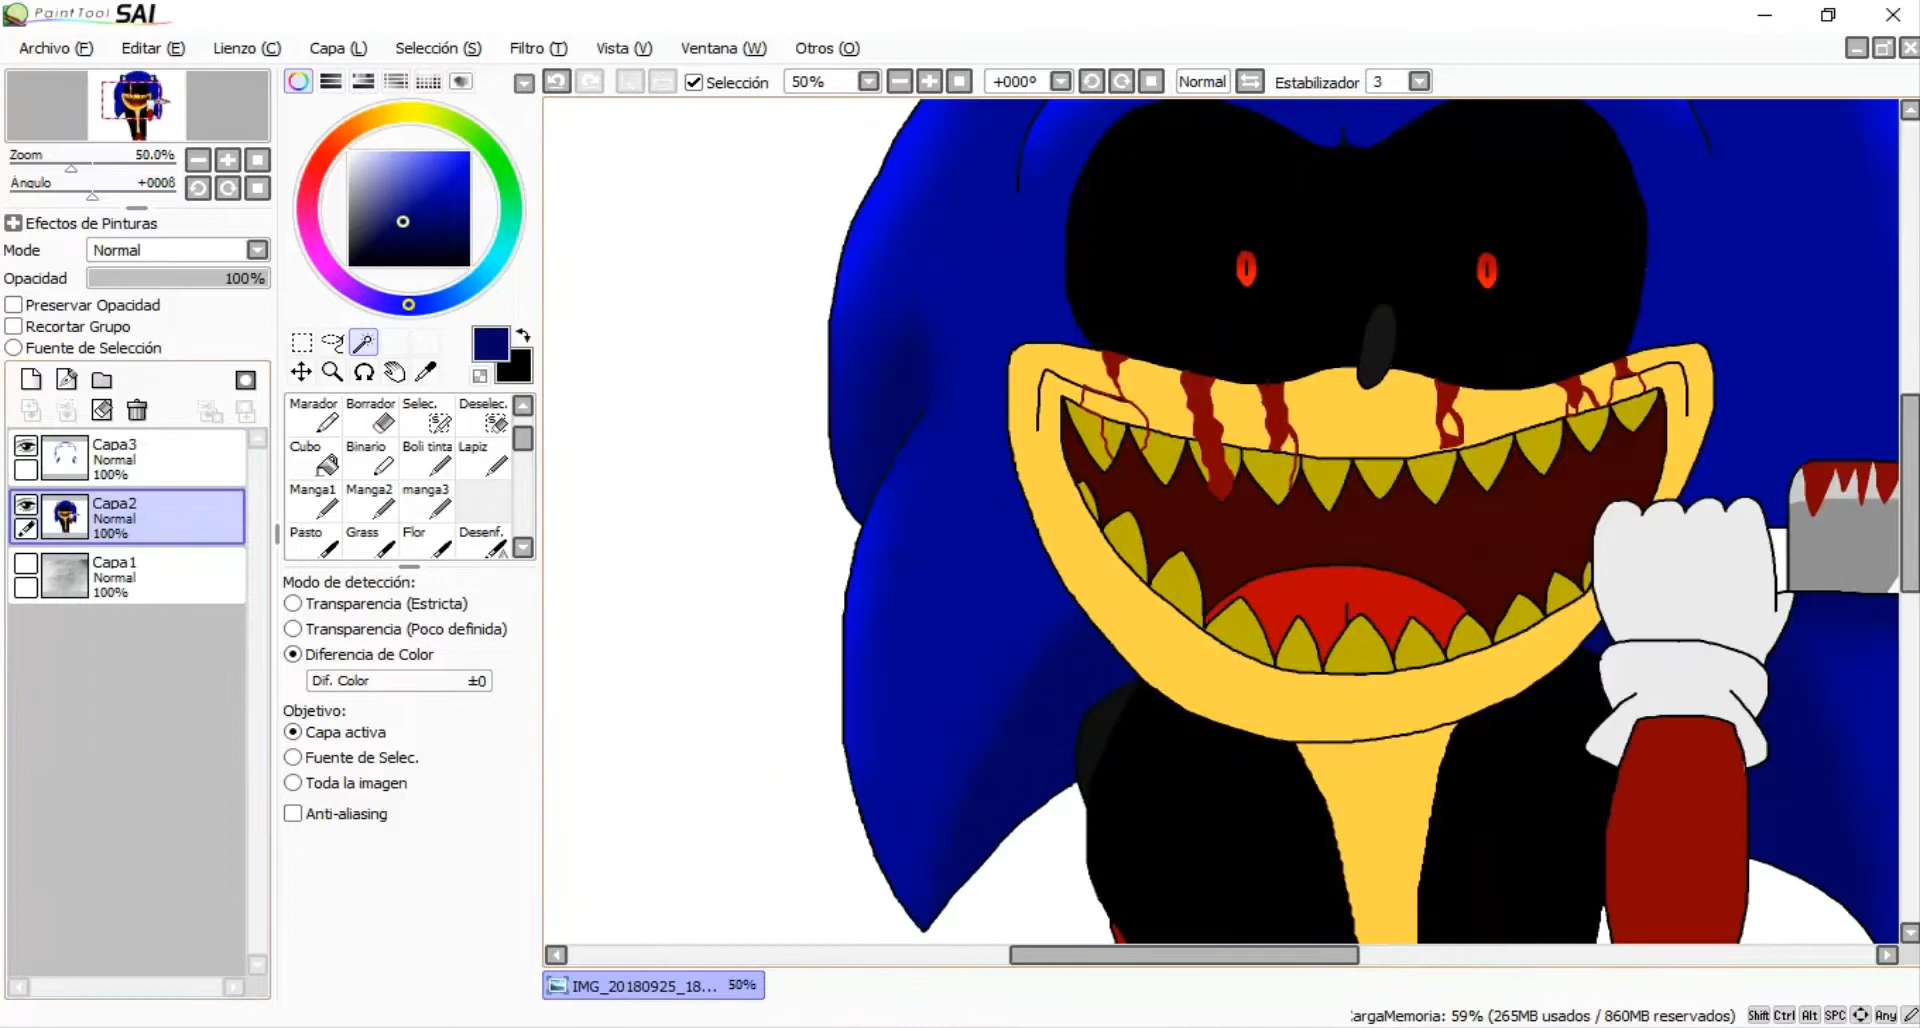 PaintTool SAI
Archivo (F) Editar (E) Lienzo (C) Capa (L) Selección (S) Filtro (T) Vista (V) Ventana (W) Otros (O)
Selección 50% +000º Normal Estabilizador 3
Zoom 50.0%
Ángulo +000ß
Efectos de Pinturas
Mode Normal
Opacidad 100%
Preservar Opacidad
Recortar Grupo
Fuente de Selección
Capa3
Normal
100%
Capa2
Normal
100%
Capa1
Normal
100%
Marador Borrador Selec. Deselec.
Cubo Binario Boli tinta Lapiz
Manga1 Manga2 manga3
Pasto Grass Flor Desenf.
Modo de detección:
Transparencia (Estricta)
Transparencia (Poco definida)
Diferencia de Color
Dif. Color ±0
Objetivo:
Capa activa
Fuente de Selec.
Toda la imagen
Anti-aliasing
IMG_20180925_18... 50%
argaMemoria: 59% (265MB usados / 860MB reservados) Shift Ctrl Alt SPC Any